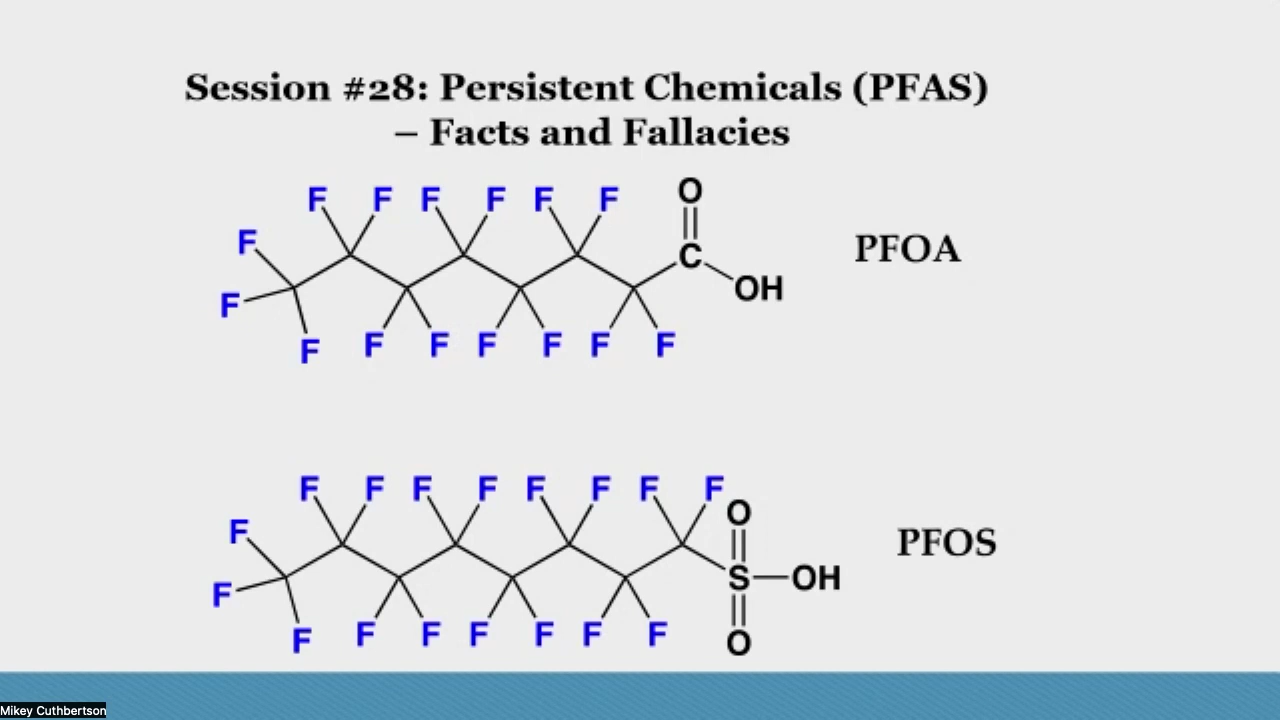 Session #28: Persistent Chemicals (PFAS)
– Facts and Fallacies
F F F F F F O
F C PFOA
F OH
F F F F F F F
F F F F F F F F
F O
F S OH PFOS
F F F F F F F
O
Mikey Cuthbertson